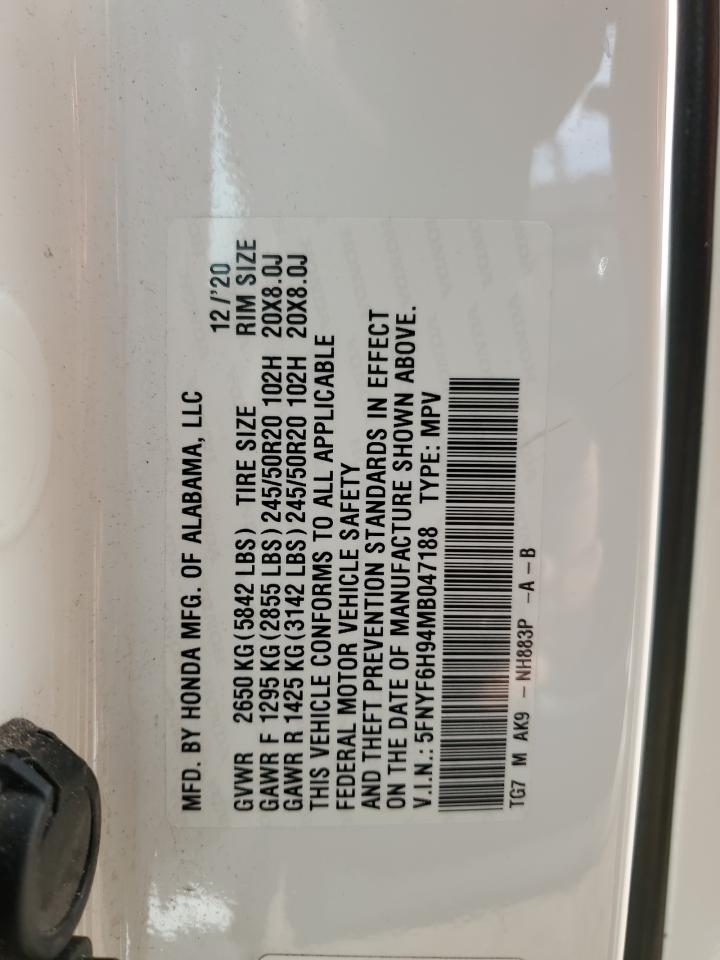 MFD. BY HONDA MFG. OF ALABAMA, LLC 12/'20
GVWR 2650 KG(5842 LBS) TIRE SIZE RIM SIZE
GAWR F 1295 KG(2855 LBS)245/50R20 102H 20X8.0J
GAWR R 1425 KG(3142 LBS)245/50R20 102H 20X8.0J
THIS VEHICLE CONFORMS TO ALL APPLICABLE
FEDERAL MOTOR VEHICLE SAFETY
AND THEFT PREVENTION STANDARDS IN EFFECT
ON THE DATE OF MANUFACTURE SHOWN ABOVE.
V.I.N.: 5FNYF6H94MB047188 TYPE: MPV
TG7 M AK9 -NH883P -A-B